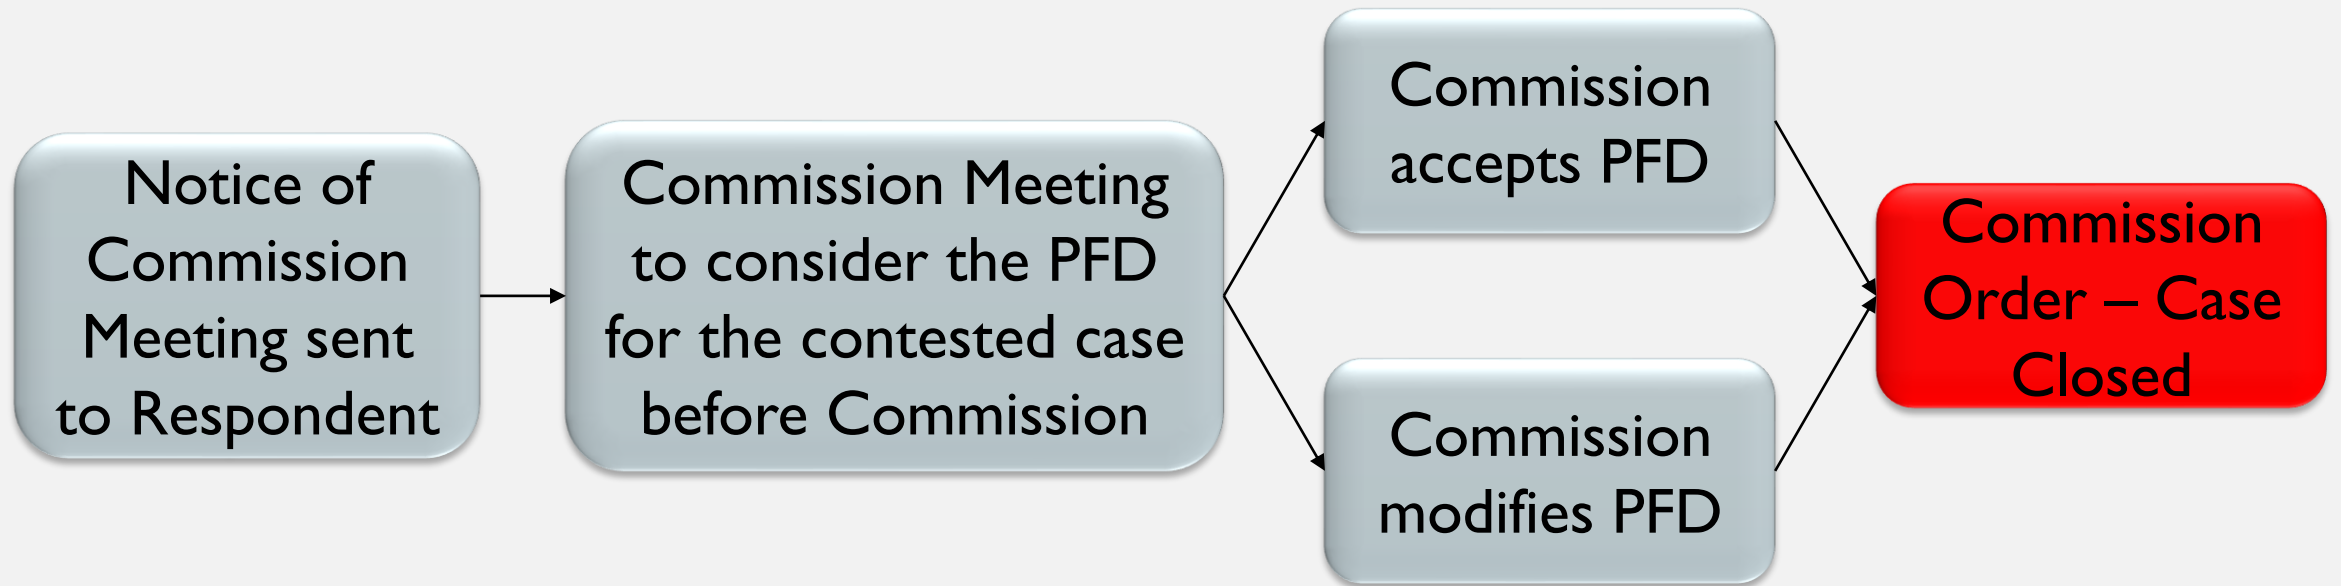 Notice of
Commission
Meeting sent
to Respondent
Commission Meeting
to consider the PFD
for the contested case
before Commission
Commission
accepts PFD
Commission
modifies PFD
Commission
Order – Case
Closed